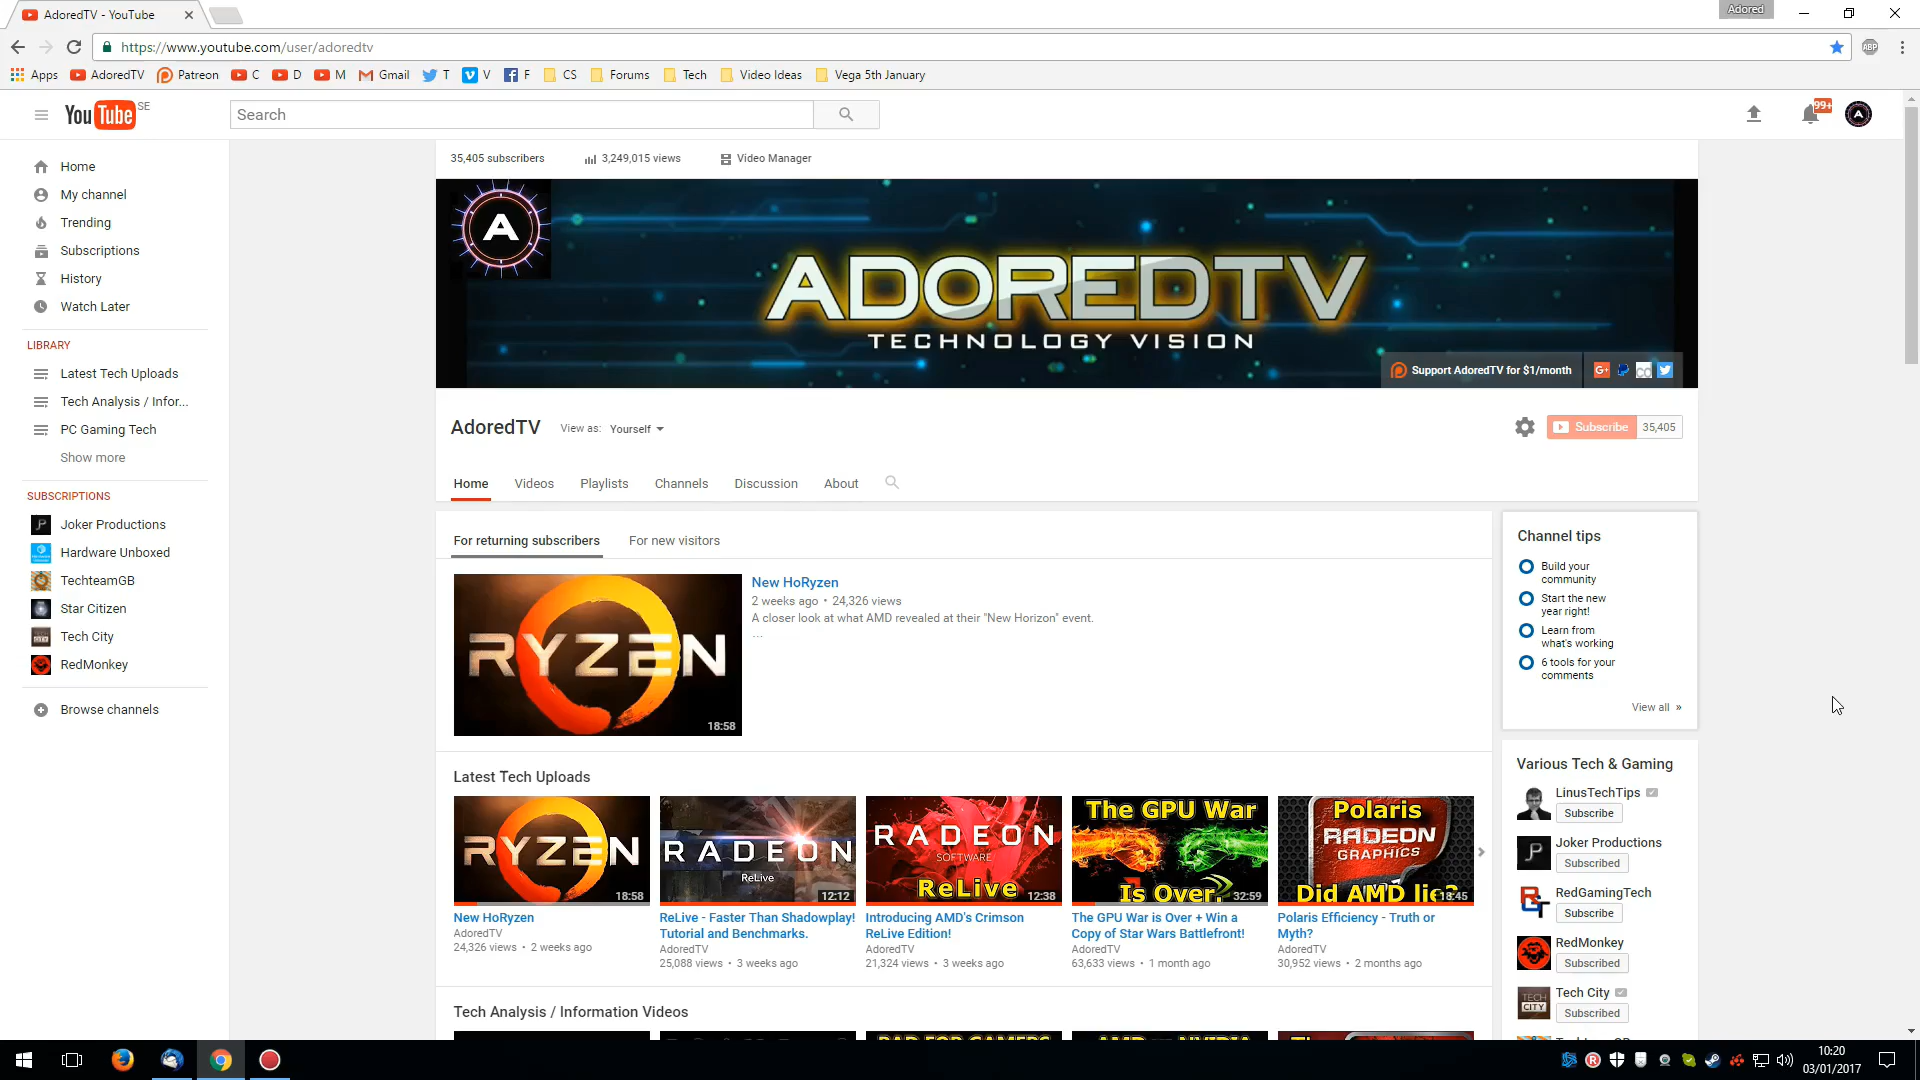 AdoredTV - YouTube
Adored
https://www.youtube.com/user/adoredtv
ABP
Apps
AdoredTV
Patreon
C
D
M
Gmail
T
V
F
CS
Forums
Tech
Video Ideas
Vega 5th January
YouTube SE
Search
99+
Home
My channel
Trending
Subscriptions
History
Watch Later
LIBRARY
Latest Tech Uploads
Tech Analysis / Infor...
PC Gaming Tech
Show more
SUBSCRIPTIONS
Joker Productions
Hardware Unboxed
TechteamGB
Star Citizen
Tech City
RedMonkey
Browse channels
35,405 subscribers
3,249,015 views
Video Manager
A
ADOREDTV
TECHNOLOGY VISION
Support AdoredTV for $1/month
G+
AdoredTV
View as: Yourself
Subscribe 35,405
Home
Videos
Playlists
Channels
Discussion
About
For returning subscribers
For new visitors
RYZEN
18:58
New HoRyzen
2 weeks ago • 24,326 views
A closer look at what AMD revealed at their "New Horizon" event.
...
Latest Tech Uploads
RYZEN
18:58
New HoRyzen
AdoredTV
24,326 views • 2 weeks ago
RADEON
ReLive
12:12
ReLive - Faster Than Shadowplay!
Tutorial and Benchmarks.
AdoredTV
25,088 views • 3 weeks ago
RADEON
SOFTWARE
ReLive
12:38
Introducing AMD's Crimson
ReLive Edition!
AdoredTV
21,324 views • 3 weeks ago
The GPU War
Is Over.
32:59
The GPU War is Over + Win a
Copy of Star Wars Battlefront!
AdoredTV
63,633 views • 1 month ago
Polaris
RADEON
GRAPHICS
Did AMD lie?
18:45
Polaris Efficiency - Truth or
Myth?
AdoredTV
30,952 views • 2 months ago
Tech Analysis / Information Videos
BAD FOR GAMERS
Channel tips
Build your
community
Start the new
year right!
Learn from
what's working
6 tools for your
comments
View all »
Various Tech & Gaming
LinusTechTips
Subscribe
Joker Productions
Subscribed
RedGamingTech
Subscribe
RedMonkey
Subscribed
TECH
CITY
Tech City
Subscribed
10:20
03/01/2017